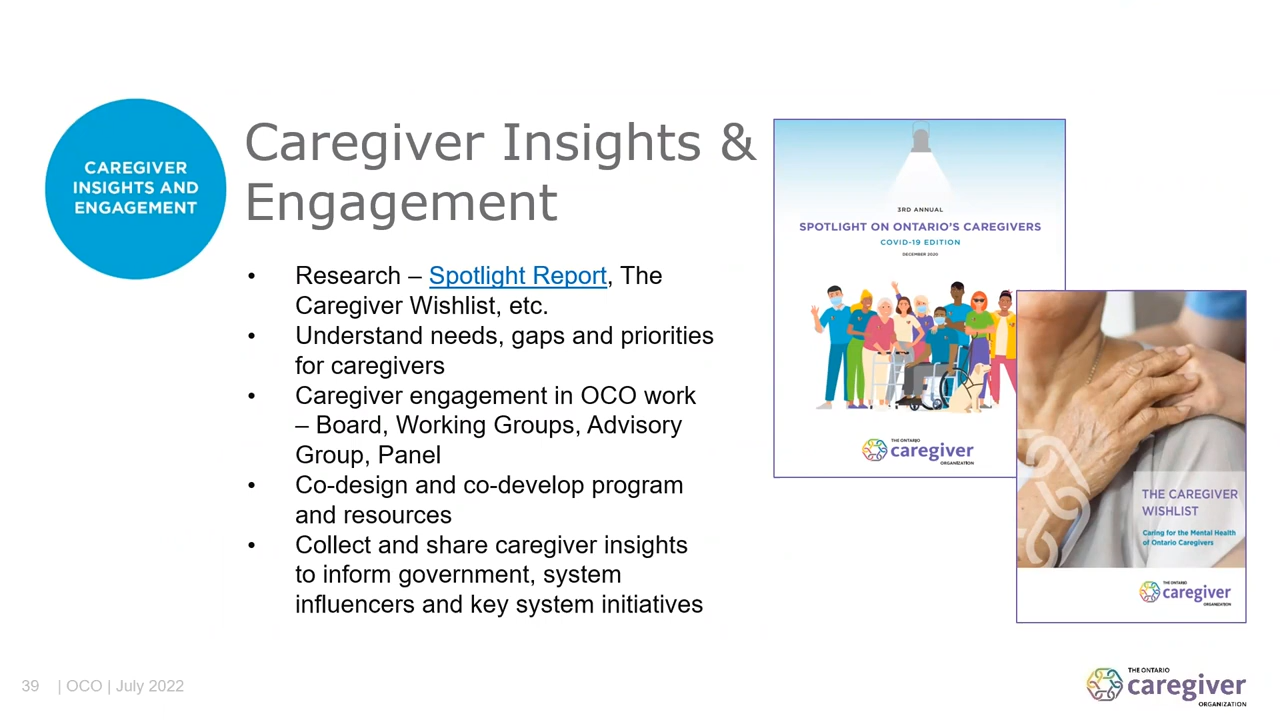 CAREGIVER
INSIGHTS AND
ENGAGEMENT
Caregiver Insights &
Engagement
• Research – Spotlight Report, The
Caregiver Wishlist, etc.
• Understand needs, gaps and priorities
for caregivers
• Caregiver engagement in OCO work
– Board, Working Groups, Advisory
Group, Panel
• Co-design and co-develop program
and resources
• Collect and share caregiver insights
to inform government, system
influencers and key system initiatives
3RD ANNUAL
SPOTLIGHT ON ONTARIO'S CAREGIVERS
COVID-19 EDITION
DECEMBER 2020
THE ONTARIO
caregiver
ORGANIZATION
THE CAREGIVER
WISHLIST
Caring for the Mental Health
of Ontario Caregivers
THE ONTARIO
caregiver
ORGANIZATION
39 | OCO | July 2022
THE ONTARIO
caregiver
ORGANIZATION